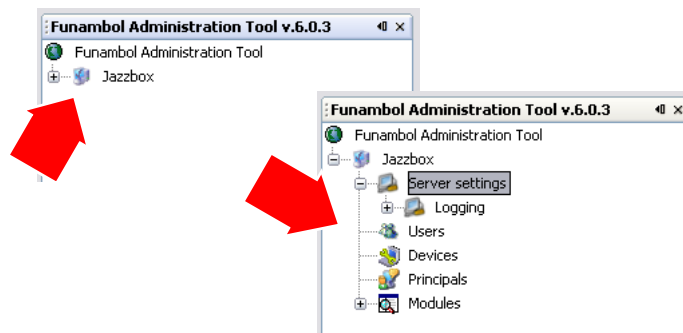 Funambol Administration Tool v.6.0.3
Funambol Administration Tool
Jazzbox
Funambol Administration Tool v.6.0.3
Funambol Administration Tool
Jazzbox
Server settings
Logging
Users
Devices
Principals
Modules